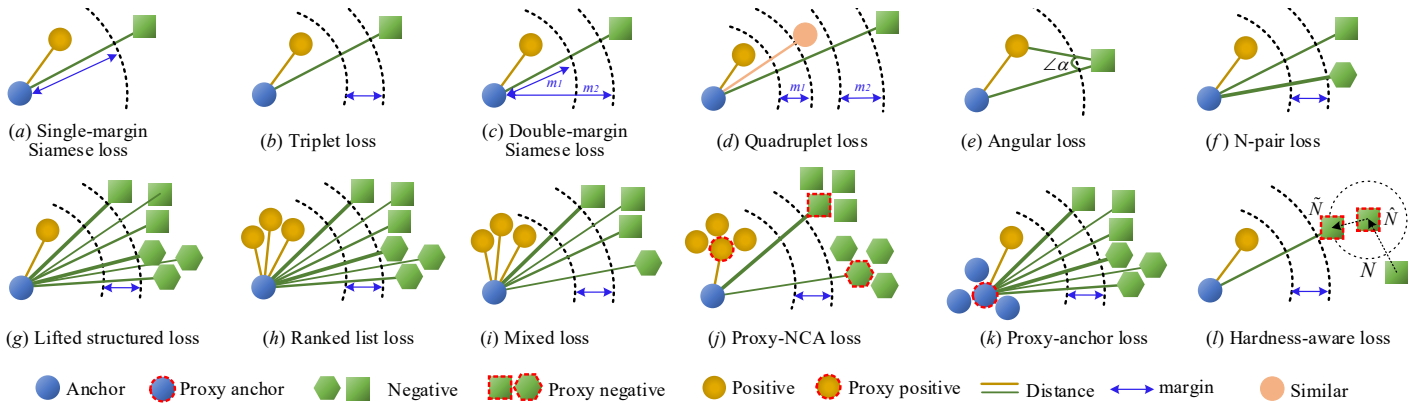 m1
m2
m1
m2
∠α
(a) Single-margin
Siamese loss
(b) Triplet loss
(c) Double-margin
Siamese loss
(d) Quadruplet loss
(e) Angular loss
(f) N-pair loss
Ñ
N̂
N
(g) Lifted structured loss
(h) Ranked list loss
(i) Mixed loss
(j) Proxy-NCA loss
(k) Proxy-anchor loss
(l) Hardness-aware loss
Anchor
Proxy anchor
Negative
Proxy negative
Positive
Proxy positive
Distance
margin
Similar